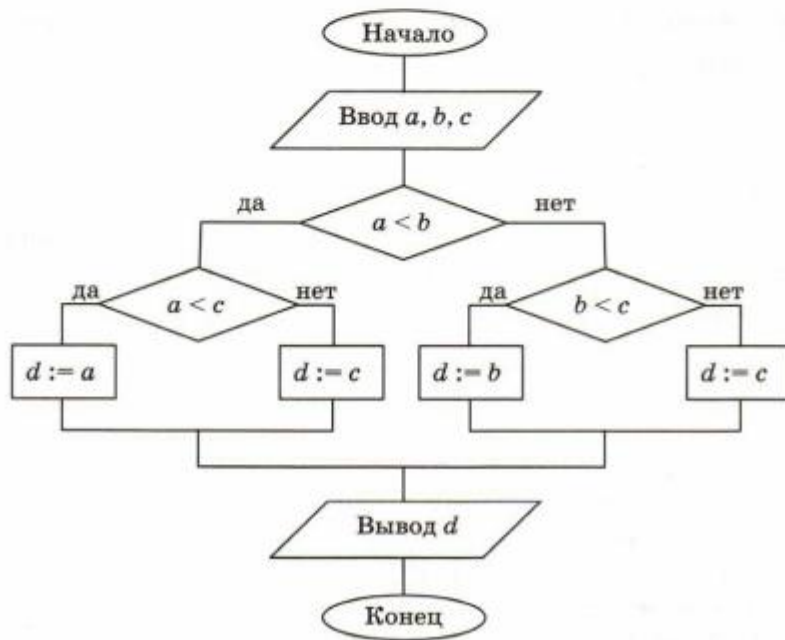 Начало
Ввод a, b, c
да
a < b
нет
да
a < c
нет
да
b < c
нет
d := a
d := c
d := b
d := c
Вывод d
Конец